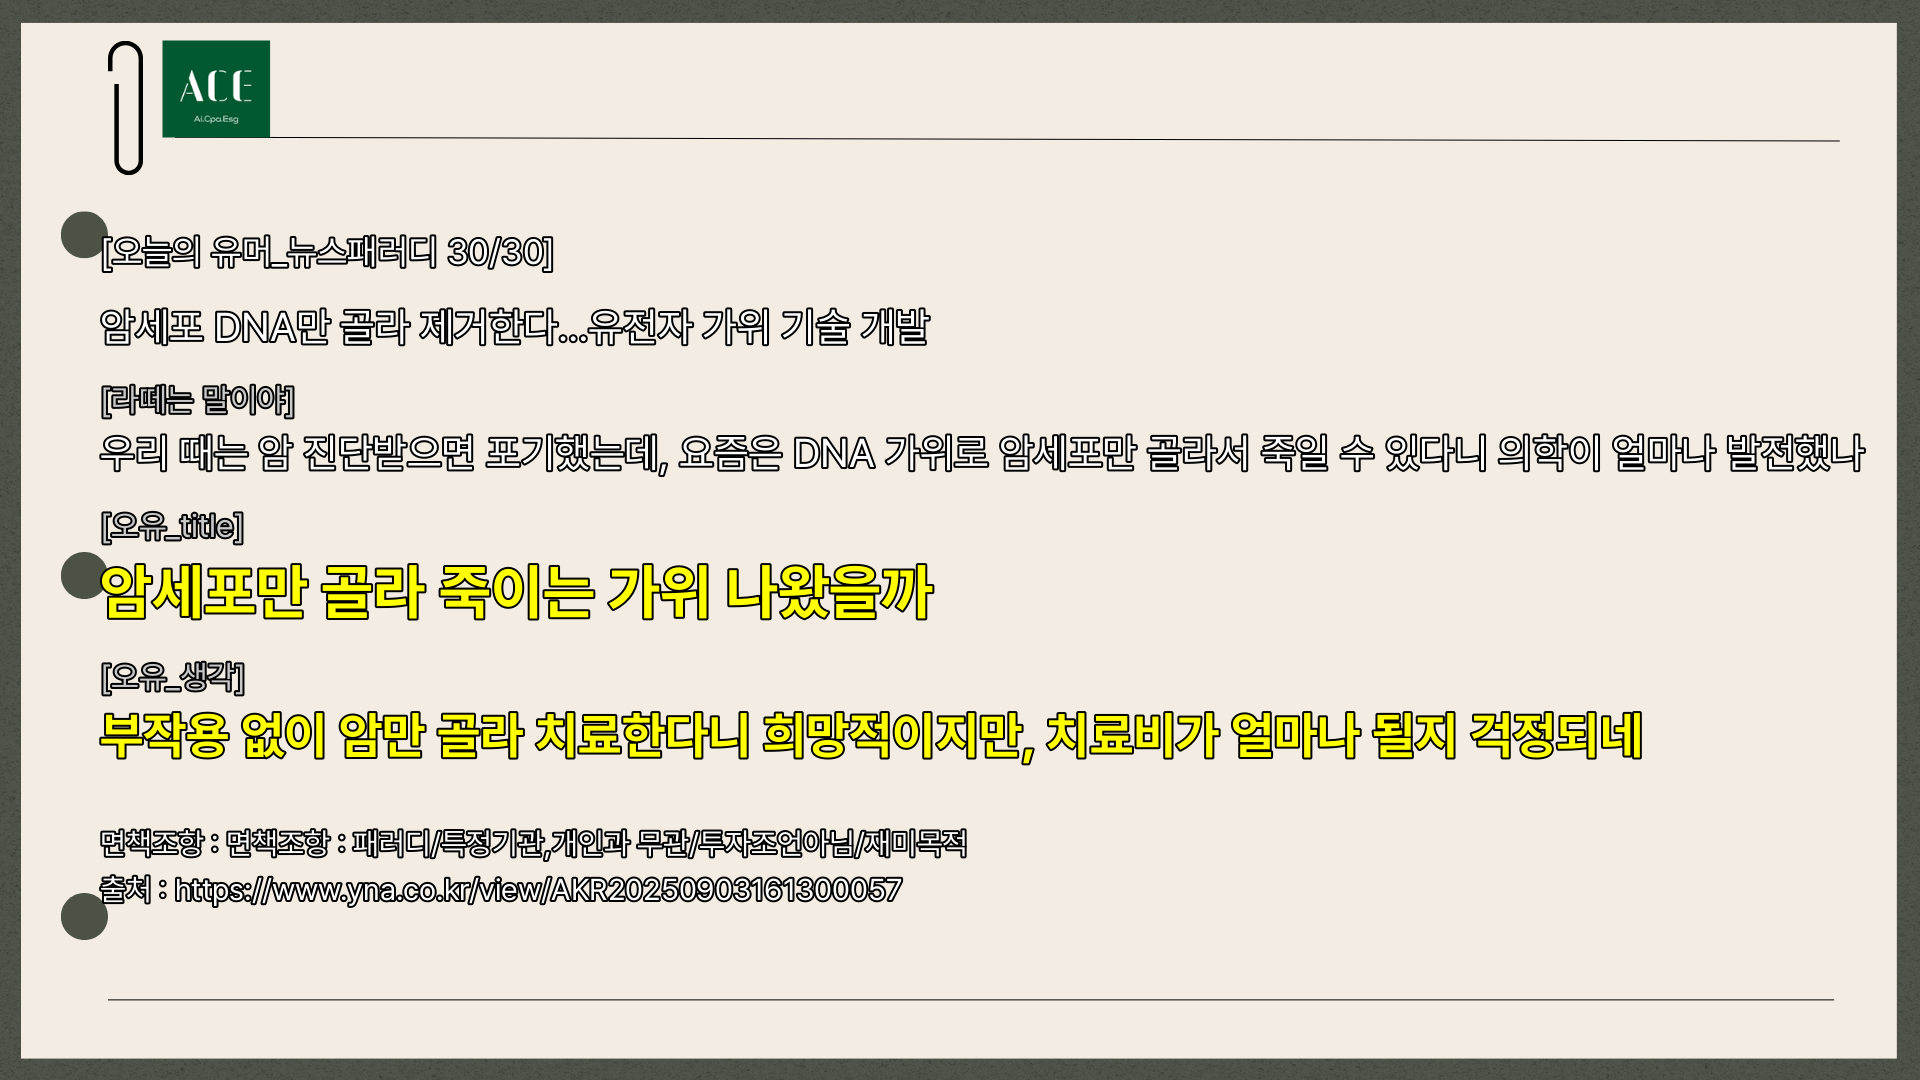 ACE
Ai.Cpa.Esg
[오늘의 유머_뉴스패러디 30/30]
암세포 DNA만 골라 제거한다...유전자 가위 기술 개발
[라떼는 말이야]
우리 때는 암 진단받으면 포기했는데, 요즘은 DNA 가위로 암세포만 골라서 죽일 수 있다니 의학이 얼마나 발전했나
[오유_title]
암세포만 골라 죽이는 가위 나왔을까
[오유_생각]
부작용 없이 암만 골라 치료한다니 희망적이지만, 치료비가 얼마나 될지 걱정되네
면책조항 : 면책조항 : 패러디/특정기관,개인과 무관/투자조언아님/재미목적
출처 : https://www.yna.co.kr/view/AKR20250903161300057